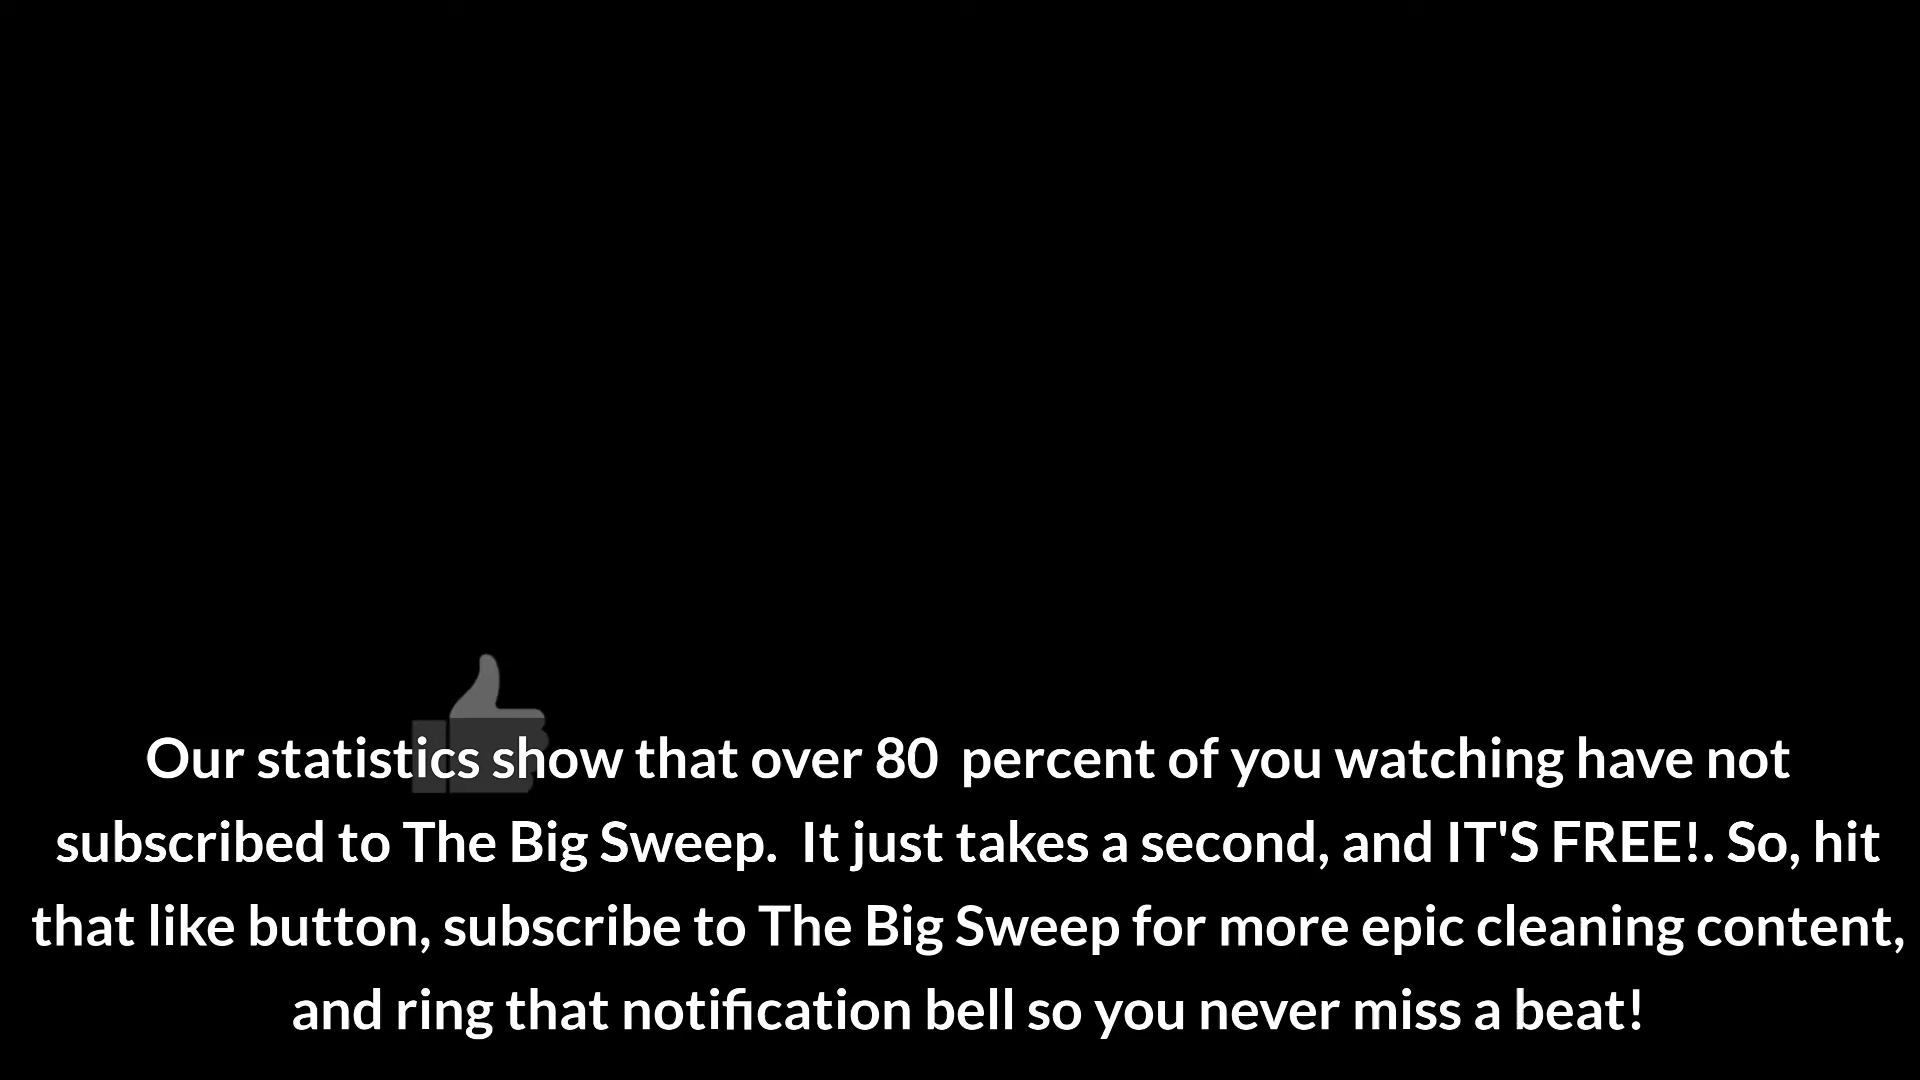 Our statistics show that over 80  percent of you watching have not
subscribed to The Big Sweep.  It just takes a second, and IT'S FREE!. So, hit
that like button, subscribe to The Big Sweep for more epic cleaning content,
and ring that notification bell so you never miss a beat!